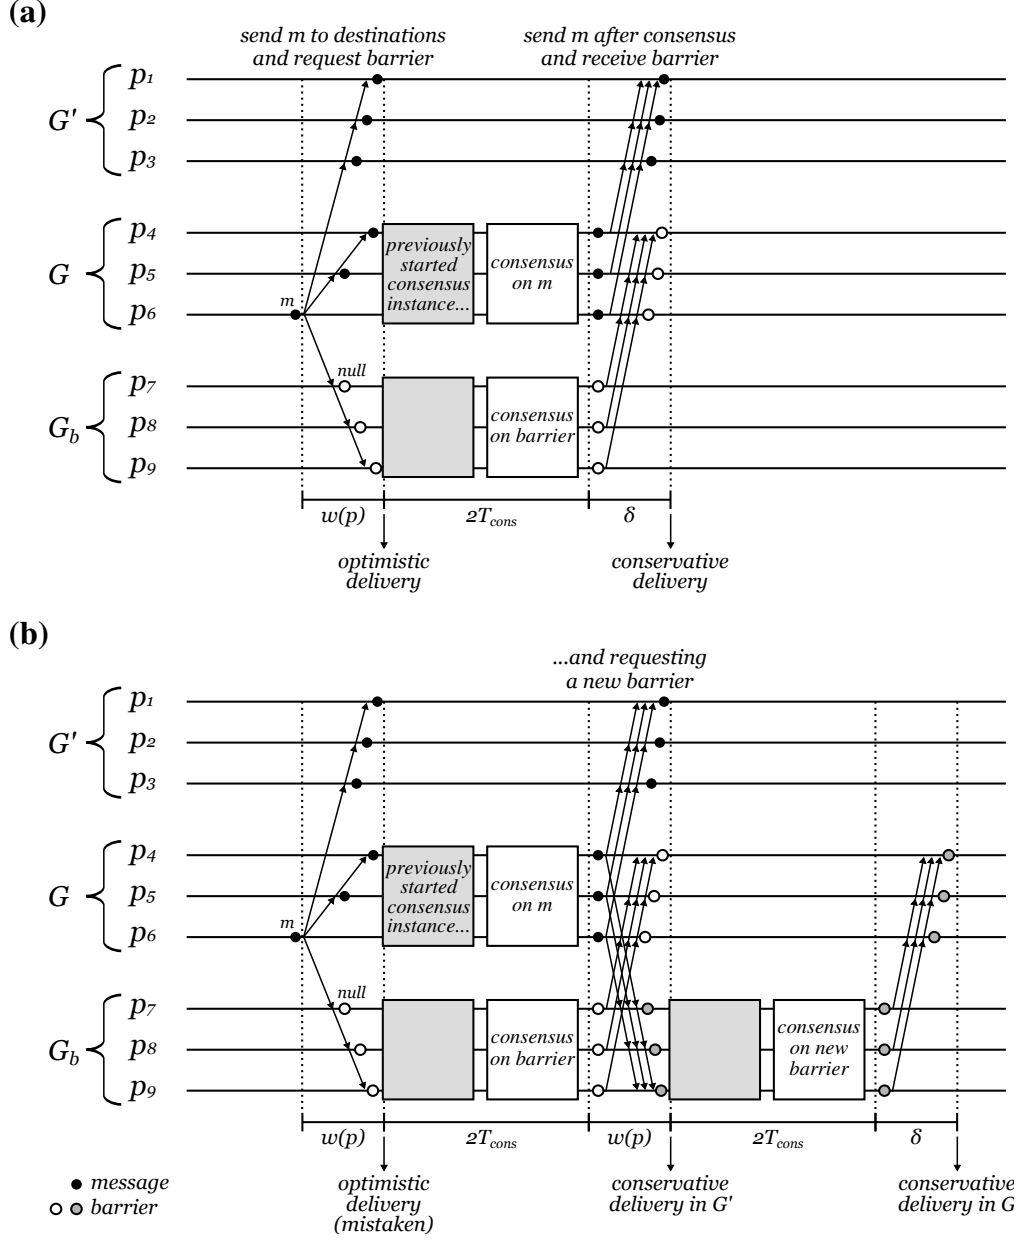 (a)
send m to destinations
and request barrier
send m after consensus
and receive barrier
G'
p1
p2
p3
G
p4
p5
p6
m
previously
started
consensus
instance...
consensus
on m
Gb
p7
p8
p9
null
consensus
on barrier
w(p)
2Tcons
δ
optimistic
delivery
conservative
delivery
(b)
...and requesting
a new barrier
G'
p1
p2
p3
G
p4
p5
p6
m
previously
started
consensus
instance...
consensus
on m
Gb
p7
p8
p9
null
consensus
on barrier
consensus
on new
barrier
w(p)
2Tcons
w(p)
2Tcons
δ
optimistic
delivery
(mistaken)
conservative
delivery in G'
conservative
delivery in G
message
barrier